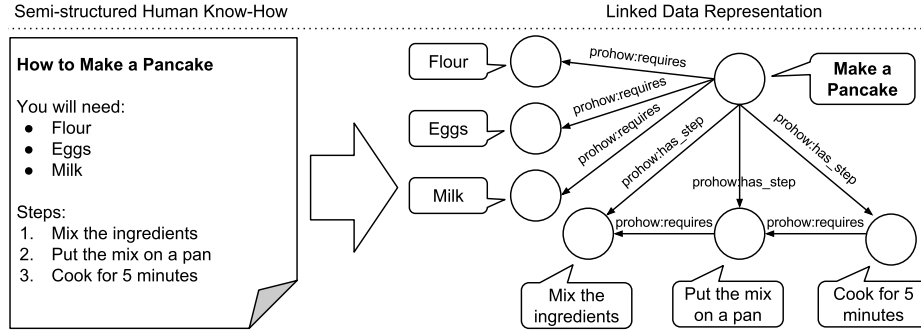 Semi-structured Human Know-How
Linked Data Representation
How to Make a Pancake
You will need:
● Flour
● Eggs
● Milk
Steps:
1. Mix the ingredients
2. Put the mix on a pan
3. Cook for 5 minutes
Flour
Eggs
Milk
prohow:requires
prohow:requires
prohow:requires
Make a
Pancake
prohow:has_step
prohow:has_step
prohow:has_step
prohow:requires
prohow:requires
Mix the
ingredients
Put the mix
on a pan
Cook for 5
minutes